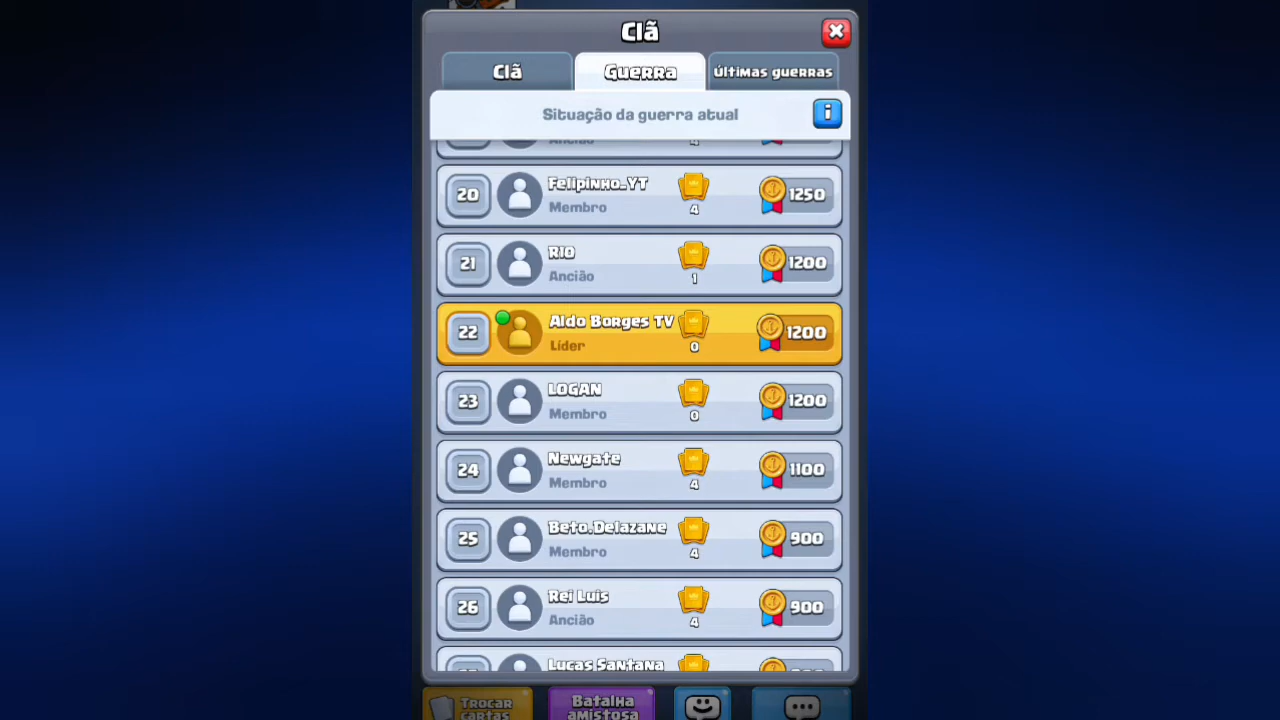 Clã
Clã
Guerra
Últimas guerras
Situação da guerra atual
i
Ancião
4
20
Felipinho_YT
Membro
4
1250
21
RIO
Ancião
1
1200
22
Aldo Borges TV
Líder
0
1200
23
LOGAN
Membro
0
1200
24
Newgate
Membro
4
1100
25
Beto.Delazane
Membro
4
900
26
Rei Luis
Ancião
4
900
Lucas Santana
Trocar
cartas
Batalha
amistosa